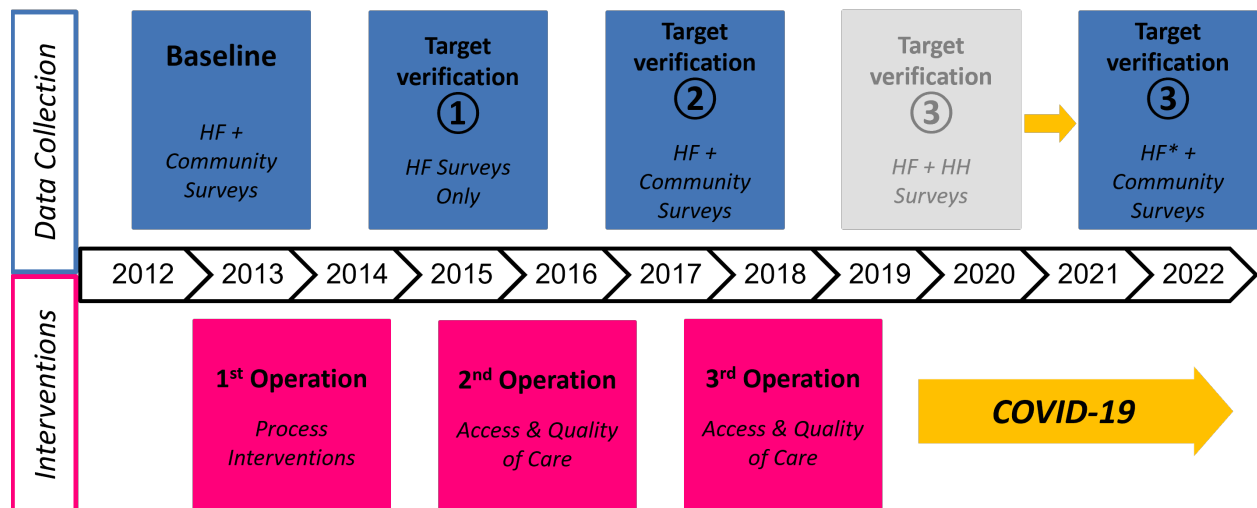 Data Collection
Baseline
HF +
Community
Surveys
Target
verification
①
HF Surveys
Only
Target
verification
②
HF +
Community
Surveys
Target
verification
③
HF + HH
Surveys
Target
verification
③
HF* +
Community
Surveys
2012 2013 2014 2015 2016 2017 2018 2019 2020 2021 2022
Interventions
1st Operation
Process
Interventions
2nd Operation
Access & Quality
of Care
3rd Operation
Access & Quality
of Care
COVID-19